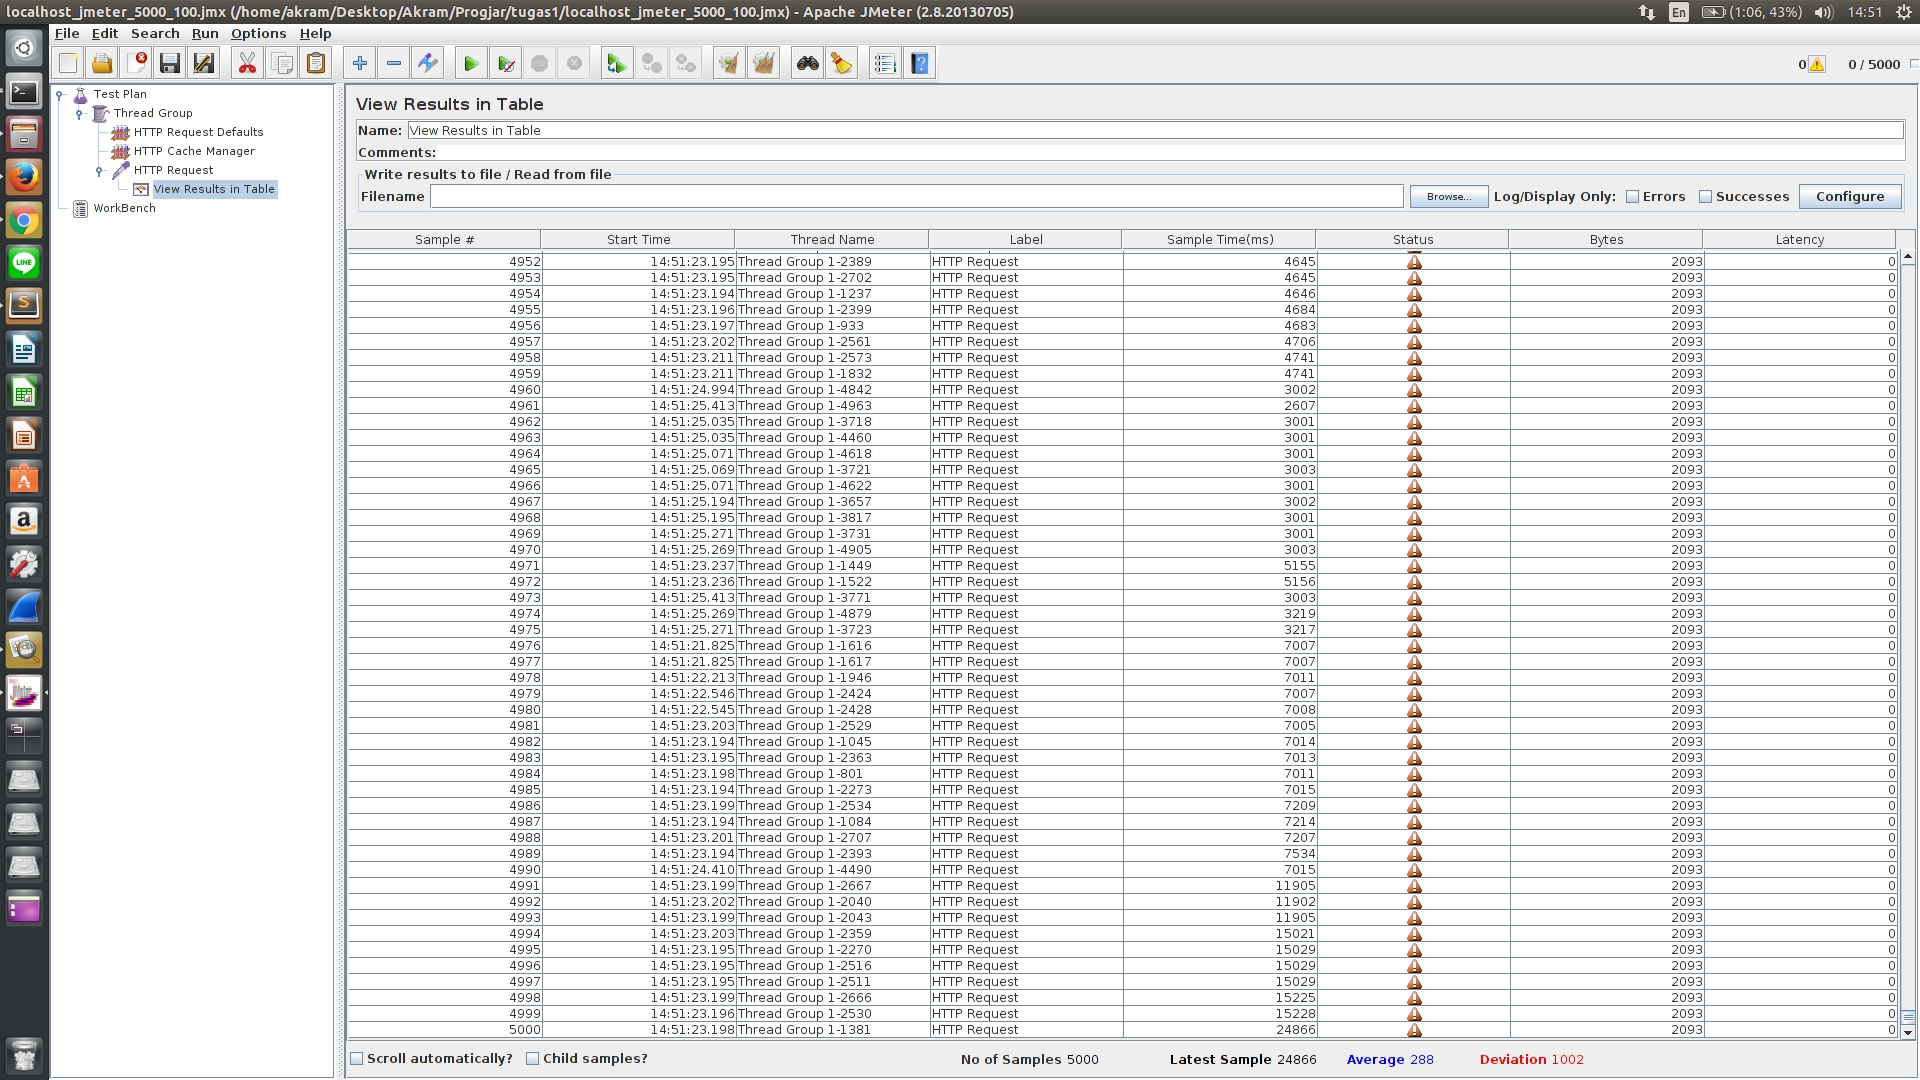 localhost_jmeter_5000_100.jmx (/home/akram/Desktop/Akram/Progjar/tugas1/localhost_jmeter_5000_100.jmx) - Apache JMeter (2.8.20130705)
En (1:06, 43%) 14:51
File Edit Search Run Options Help
0 0 / 5000
Test Plan
Thread Group
HTTP Request Defaults
HTTP Cache Manager
HTTP Request
View Results in Table
WorkBench
View Results in Table
Name: View Results in Table
Comments:
Write results to file / Read from file
Filename Browse... Log/Display Only: Errors Successes Configure
Sample # Start Time Thread Name Label Sample Time(ms) Status Bytes Latency
4952 14:51:23.195 Thread Group 1-2389 HTTP Request 4645 2093 0
4953 14:51:23.195 Thread Group 1-2702 HTTP Request 4645 2093 0
4954 14:51:23.194 Thread Group 1-1237 HTTP Request 4646 2093 0
4955 14:51:23.196 Thread Group 1-2399 HTTP Request 4684 2093 0
4956 14:51:23.197 Thread Group 1-933 HTTP Request 4683 2093 0
4957 14:51:23.202 Thread Group 1-2561 HTTP Request 4706 2093 0
4958 14:51:23.211 Thread Group 1-2573 HTTP Request 4741 2093 0
4959 14:51:23.211 Thread Group 1-1832 HTTP Request 4741 2093 0
4960 14:51:24.994 Thread Group 1-4842 HTTP Request 3002 2093 0
4961 14:51:25.413 Thread Group 1-4963 HTTP Request 2607 2093 0
4962 14:51:25.035 Thread Group 1-3718 HTTP Request 3001 2093 0
4963 14:51:25.035 Thread Group 1-4460 HTTP Request 3001 2093 0
4964 14:51:25.071 Thread Group 1-4618 HTTP Request 3001 2093 0
4965 14:51:25.069 Thread Group 1-3721 HTTP Request 3003 2093 0
4966 14:51:25.071 Thread Group 1-4622 HTTP Request 3001 2093 0
4967 14:51:25.194 Thread Group 1-3657 HTTP Request 3002 2093 0
4968 14:51:25.195 Thread Group 1-3817 HTTP Request 3001 2093 0
4969 14:51:25.271 Thread Group 1-3731 HTTP Request 3001 2093 0
4970 14:51:25.269 Thread Group 1-4905 HTTP Request 3003 2093 0
4971 14:51:23.237 Thread Group 1-1449 HTTP Request 5155 2093 0
4972 14:51:23.236 Thread Group 1-1522 HTTP Request 5156 2093 0
4973 14:51:25.413 Thread Group 1-3771 HTTP Request 3003 2093 0
4974 14:51:25.269 Thread Group 1-4879 HTTP Request 3219 2093 0
4975 14:51:25.271 Thread Group 1-3723 HTTP Request 3217 2093 0
4976 14:51:21.825 Thread Group 1-1616 HTTP Request 7007 2093 0
4977 14:51:21.825 Thread Group 1-1617 HTTP Request 7007 2093 0
4978 14:51:22.213 Thread Group 1-1946 HTTP Request 7011 2093 0
4979 14:51:22.546 Thread Group 1-2424 HTTP Request 7007 2093 0
4980 14:51:22.545 Thread Group 1-2428 HTTP Request 7008 2093 0
4981 14:51:23.203 Thread Group 1-2529 HTTP Request 7005 2093 0
4982 14:51:23.194 Thread Group 1-1045 HTTP Request 7014 2093 0
4983 14:51:23.195 Thread Group 1-2363 HTTP Request 7013 2093 0
4984 14:51:23.198 Thread Group 1-801 HTTP Request 7011 2093 0
4985 14:51:23.194 Thread Group 1-2273 HTTP Request 7015 2093 0
4986 14:51:23.199 Thread Group 1-2534 HTTP Request 7209 2093 0
4987 14:51:23.194 Thread Group 1-1084 HTTP Request 7214 2093 0
4988 14:51:23.201 Thread Group 1-2707 HTTP Request 7207 2093 0
4989 14:51:23.194 Thread Group 1-2393 HTTP Request 7534 2093 0
4990 14:51:24.410 Thread Group 1-4490 HTTP Request 7015 2093 0
4991 14:51:23.199 Thread Group 1-2667 HTTP Request 11905 2093 0
4992 14:51:23.202 Thread Group 1-2040 HTTP Request 11902 2093 0
4993 14:51:23.199 Thread Group 1-2043 HTTP Request 11905 2093 0
4994 14:51:23.203 Thread Group 1-2359 HTTP Request 15021 2093 0
4995 14:51:23.195 Thread Group 1-2270 HTTP Request 15029 2093 0
4996 14:51:23.195 Thread Group 1-2516 HTTP Request 15029 2093 0
4997 14:51:23.195 Thread Group 1-2511 HTTP Request 15029 2093 0
4998 14:51:23.199 Thread Group 1-2666 HTTP Request 15225 2093 0
4999 14:51:23.196 Thread Group 1-2530 HTTP Request 15228 2093 0
5000 14:51:23.198 Thread Group 1-1381 HTTP Request 24866 2093 0
Scroll automatically? Child samples? No of Samples 5000 Latest Sample 24866 Average 288 Deviation 1002